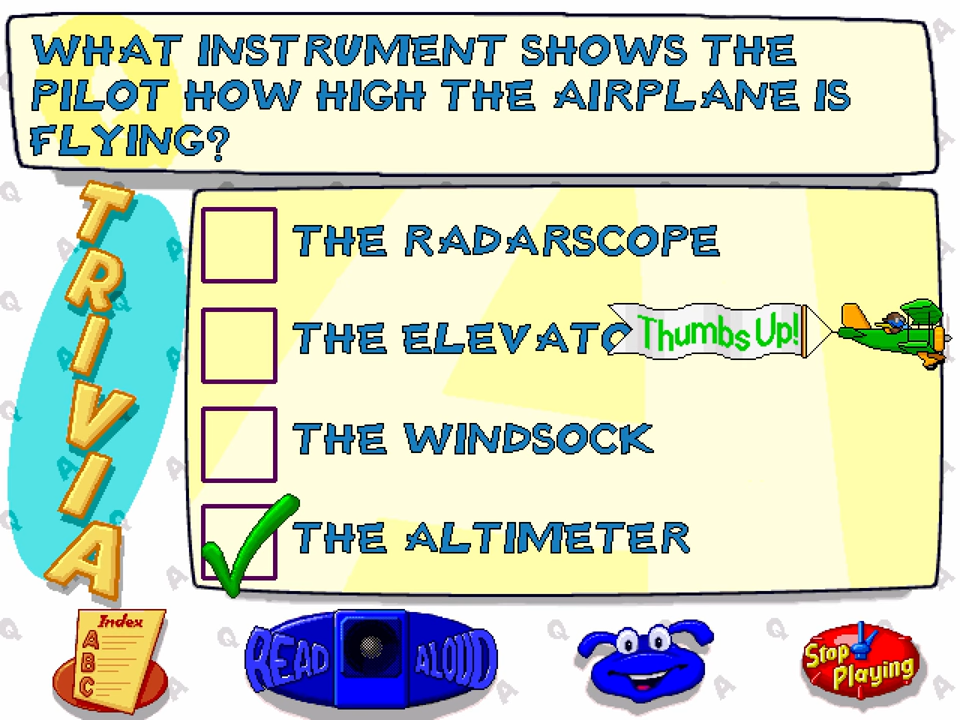 WHAT INSTRUMENT SHOWS THE
PILOT HOW HIGH THE AIRPLANE IS
FLYING?
TRIVIA
THE RADARSCOPE
THE ELEVATO
Thumbs Up!
THE WINDSOCK
THE ALTIMETER
Index
A
B
C
READ ALOUD
Stop
Playing